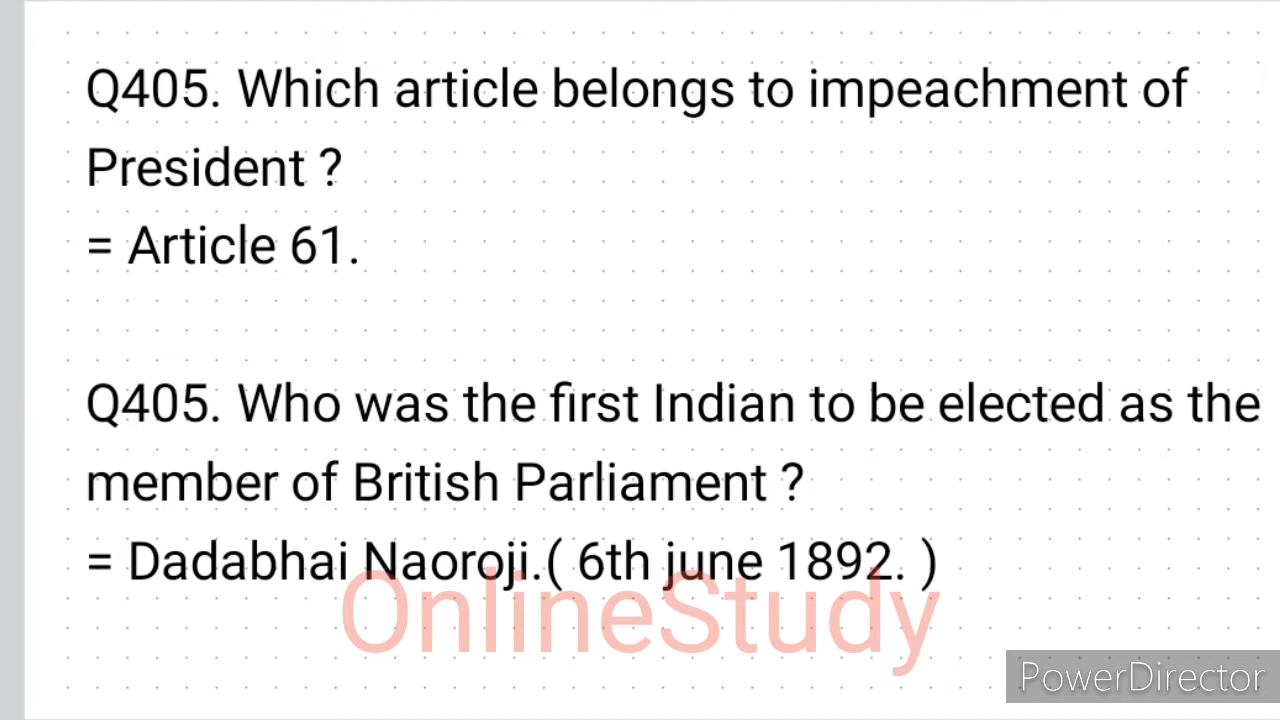 Q405. Which article belongs to impeachment of
President ?
= Article 61.
Q405. Who was the first Indian to be elected as the
member of British Parliament ?
= Dadabhai Naoroji.( 6th june 1892. )
OnlineStudy
PowerDirector